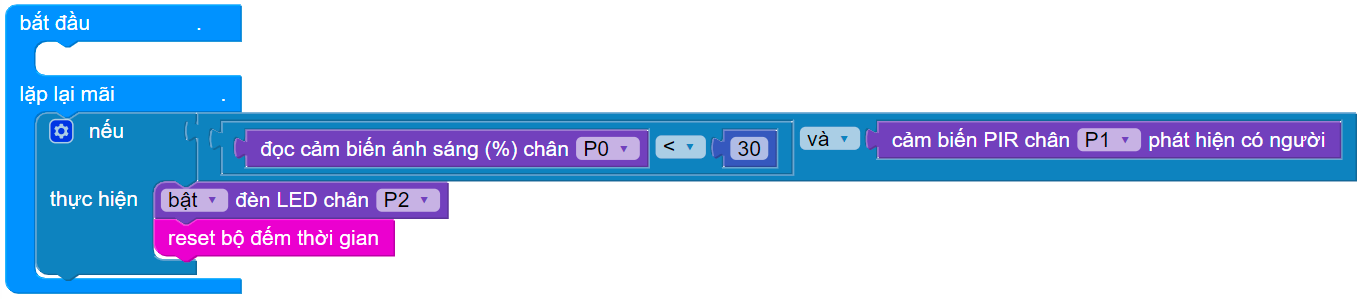 bắt đầu .
lặp lại mãi .
nếu đọc cảm biến ánh sáng (%) chân P0 < 30 và cảm biến PIR chân P1 phát hiện có người
thực hiện bật đèn LED chân P2
reset bộ đếm thời gian